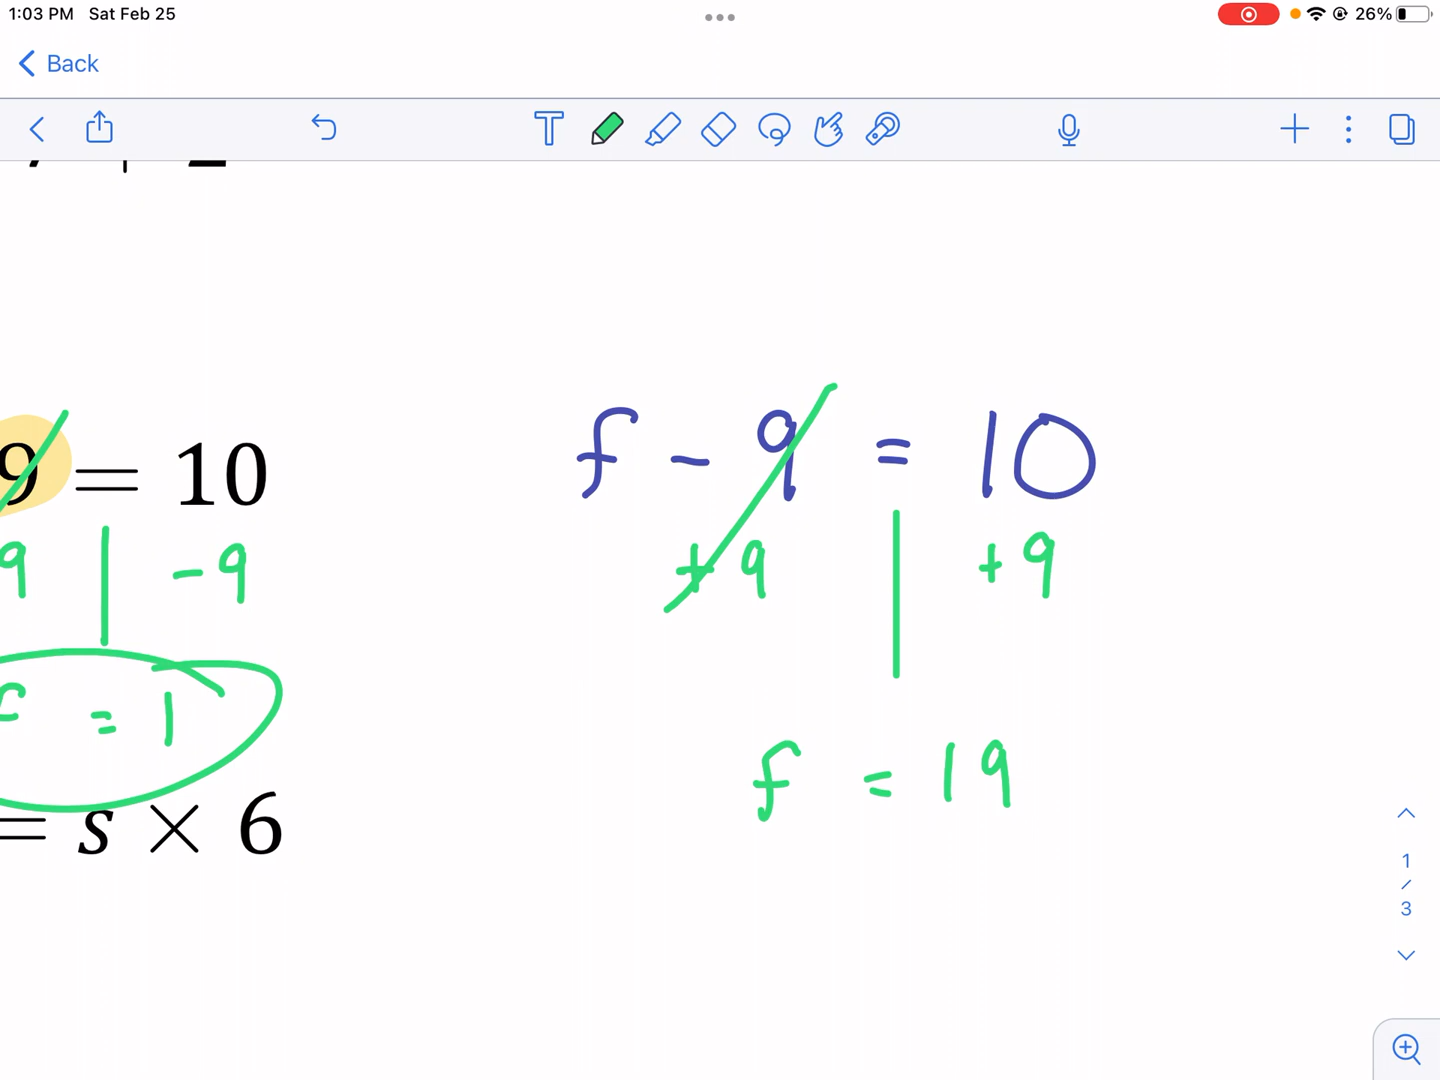 1:03 PM Sat Feb 25
26%
Back
T
9 = 10
9 | - 9
f = 1
= s × 6
f - 9 = 10
+ 9 | + 9
f = 19
1
/
3